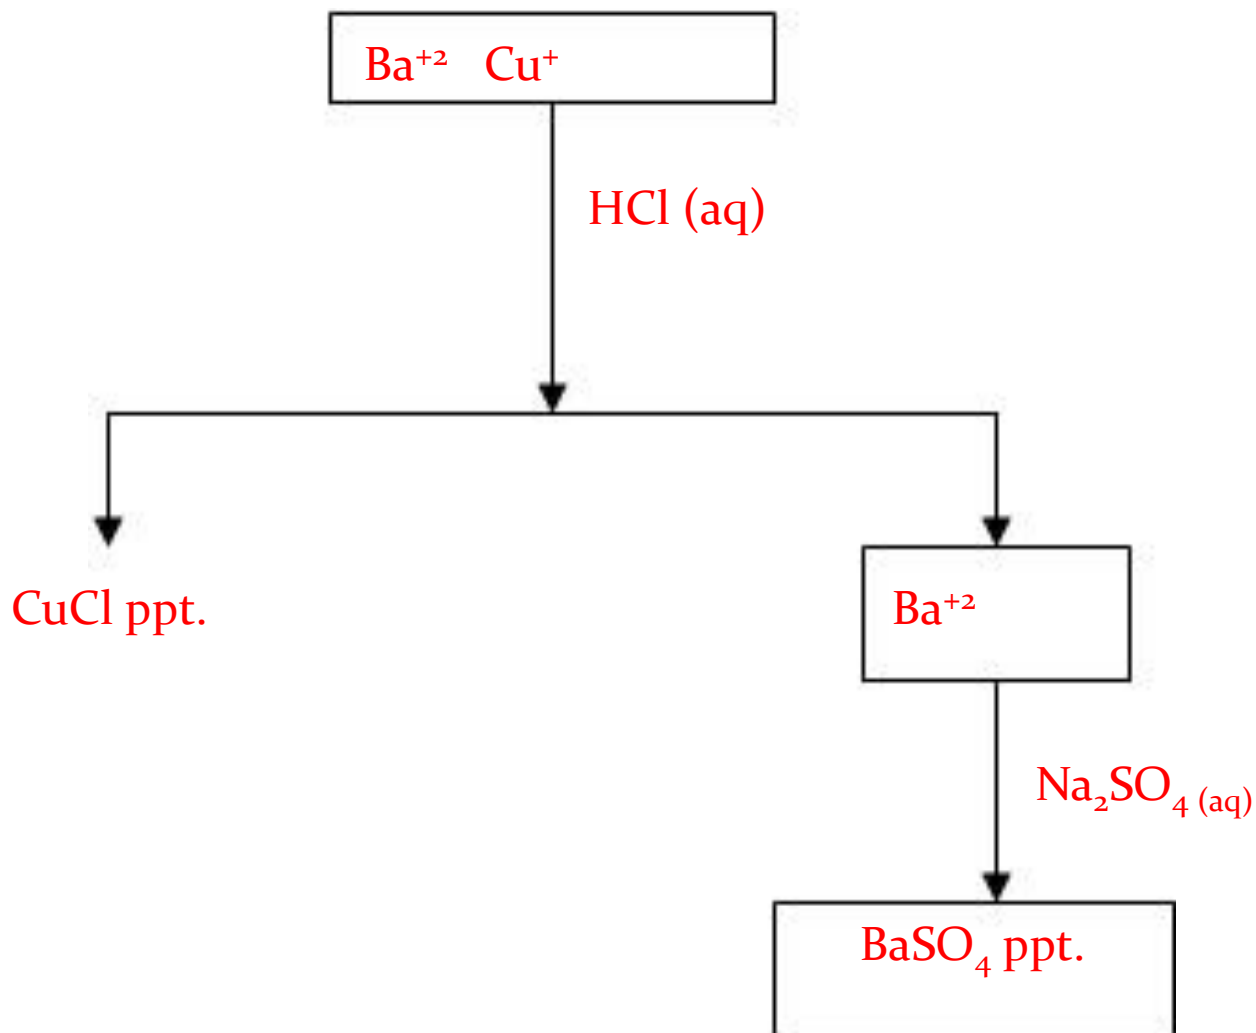 Ba⁺² Cu⁺
HCl (aq)
CuCl ppt.
Ba⁺²
Na₂SO₄ (aq)
BaSO₄ ppt.